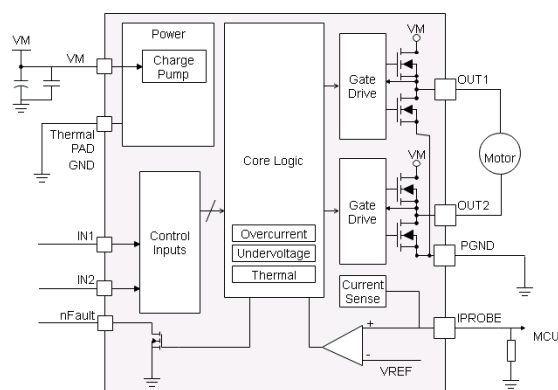 VM
Power
VM
Charge
Pump
Thermal
PAD
GND
Core Logic
Gate
Drive
VM
OUT1
Motor
VM
Gate
Drive
OUT2
PGND
Control
Inputs
IN1
IN2
nFault
Overcurrent
Undervoltage
Thermal
Current
Sense
IPROBE
MCU
+
-
VREF